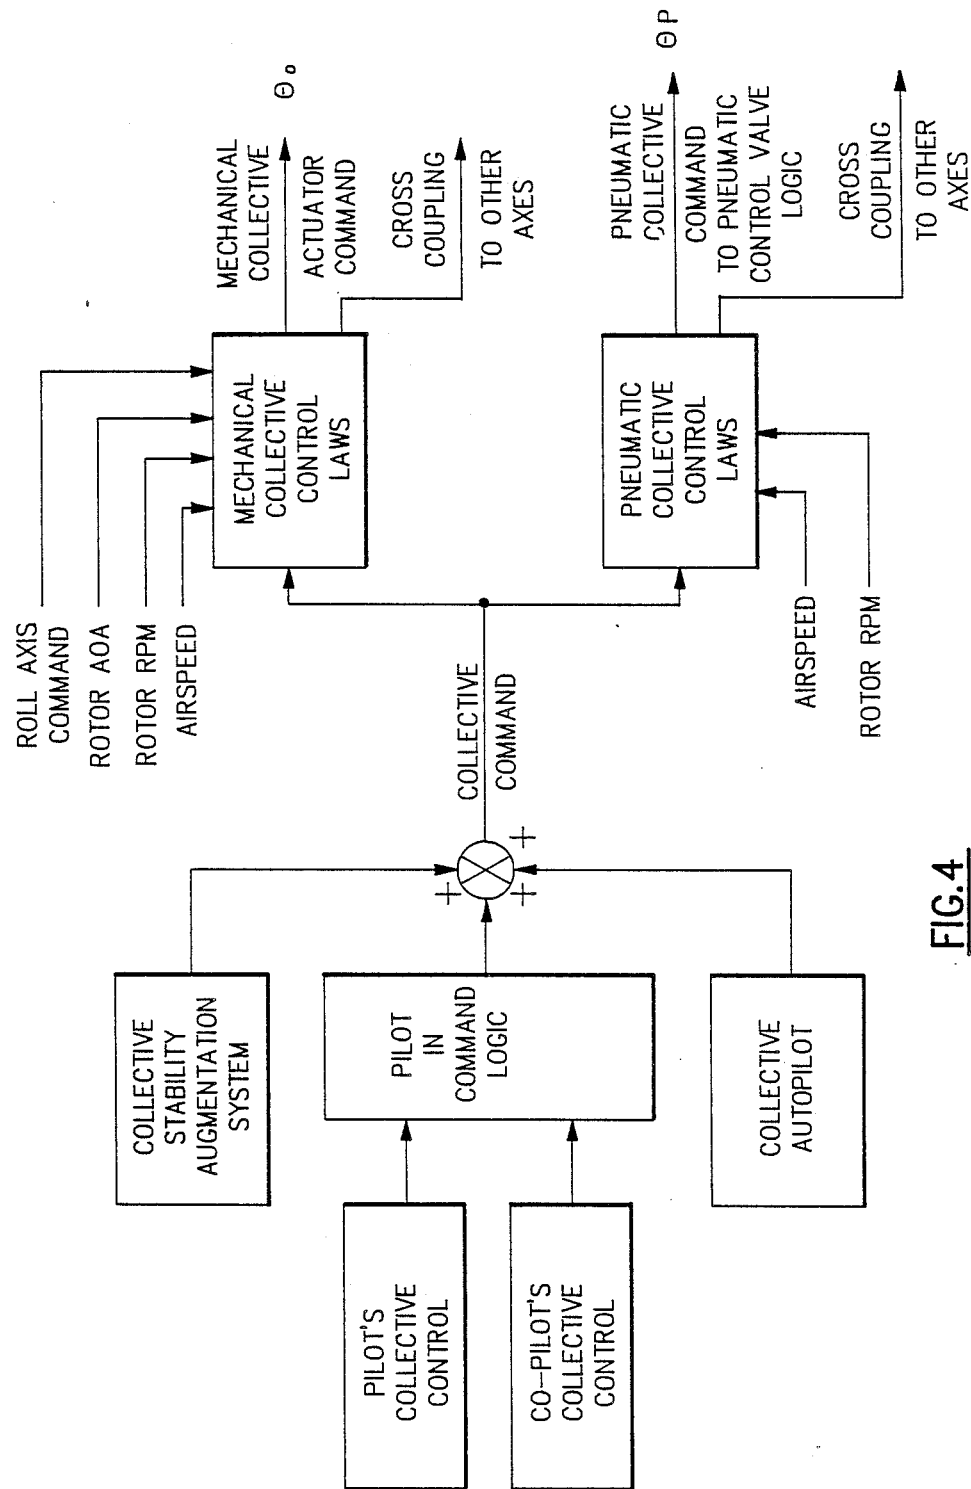 PILOT'S
COLLECTIVE
CONTROL
CO-PILOT'S
COLLECTIVE
CONTROL
COLLECTIVE
STABILITY
AUGMENTATION
SYSTEM
PILOT
IN
COMMAND
LOGIC
COLLECTIVE
AUTOPILOT
+
+
+
COLLECTIVE
COMMAND
ROLL AXIS
COMMAND
ROTOR AOA
ROTOR RPM
AIRSPEED
MECHANICAL
COLLECTIVE
CONTROL
LAWS
MECHANICAL
COLLECTIVE
ACTUATOR
COMMAND
Θo
CROSS
COUPLING
TO OTHER
AXES
PNEUMATIC
COLLECTIVE
CONTROL
LAWS
AIRSPEED
ROTOR RPM
PNEUMATIC
COLLECTIVE
COMMAND
TO PNEUMATIC
CONTROL VALVE
LOGIC
ΘP
CROSS
COUPLING
TO OTHER
AXES
FIG.4